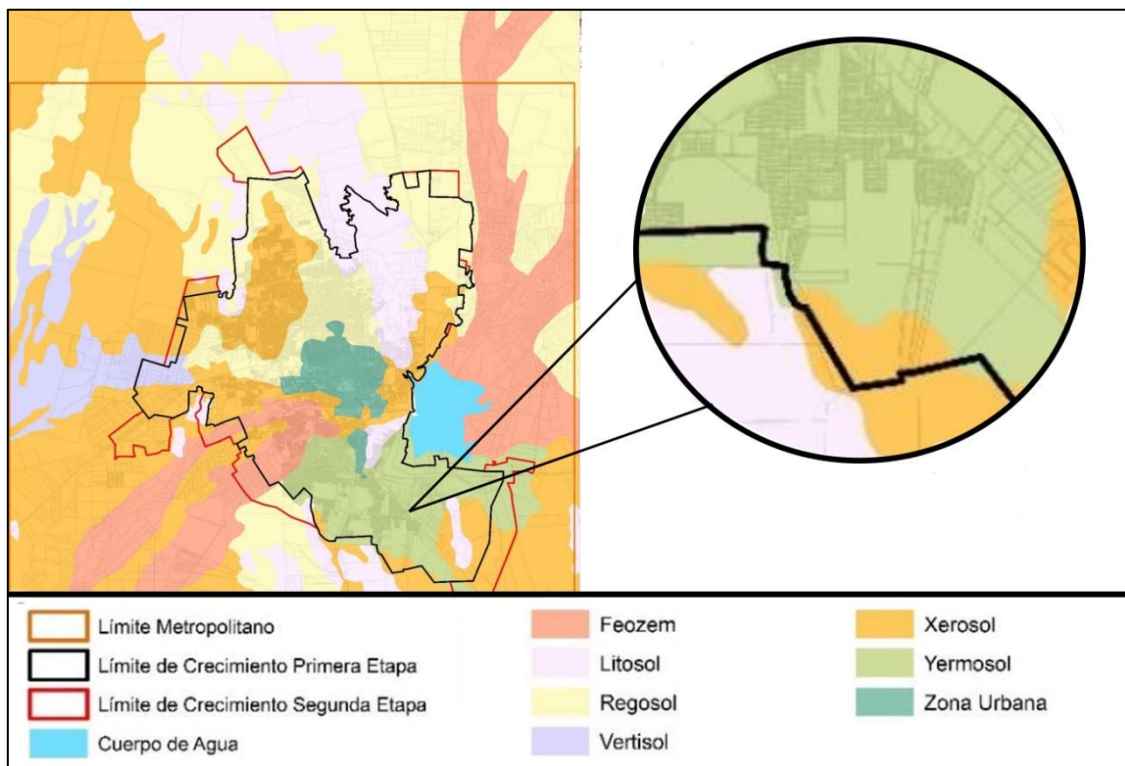 Límite Metropolitano
Límite de Crecimiento Primera Etapa
Límite de Crecimiento Segunda Etapa
Cuerpo de Agua
Feozem
Litosol
Regosol
Vertisol
Xerosol
Yermosol
Zona Urbana